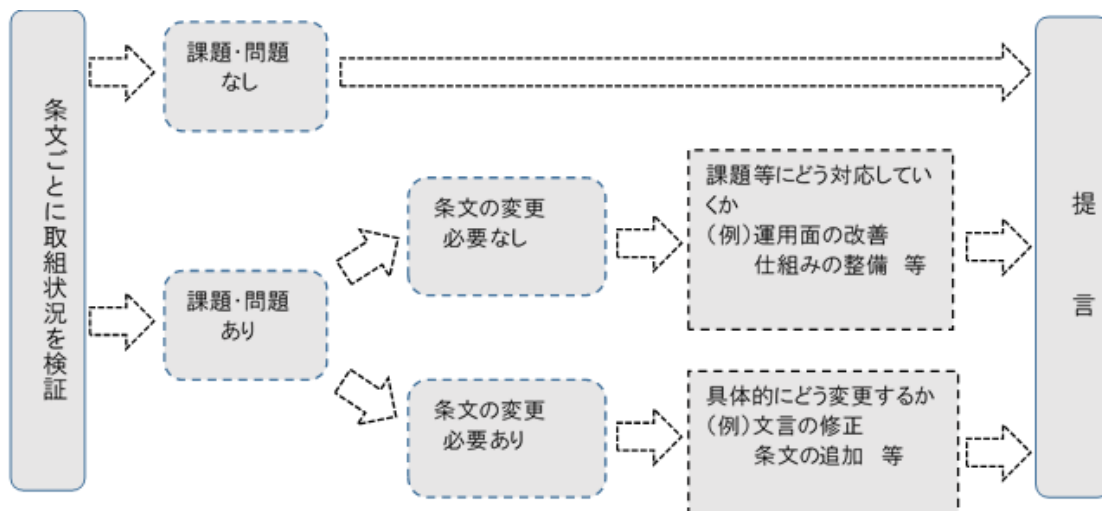 条文ごとに取組状況を検証
課題・問題
なし
課題・問題
あり
条文の変更
必要なし
条文の変更
必要あり
課題等にどう対応してい
くか
(例)運用面の改善
仕組みの整備 等
具体的にどう変更するか
(例)文言の修正
条文の追加 等
提言